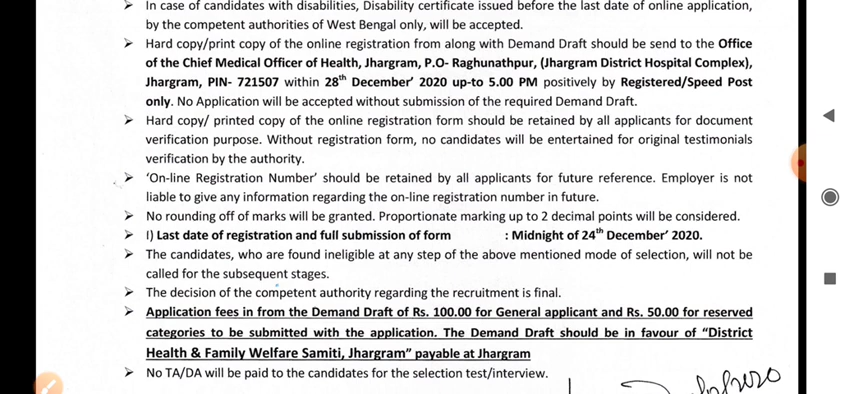 ➤ In case of candidates with disabilities, Disability certificate issued before the last date of online application,
by the competent authorities of West Bengal only, will be accepted.
➤ Hard copy/print copy of the online registration from along with Demand Draft should be send to the Office
of the Chief Medical Officer of Health, Jhargram, P.O- Raghunathpur, (Jhargram District Hospital Complex),
Jhargram, PIN- 721507 within 28th December' 2020 up-to 5.00 PM positively by Registered/Speed Post
only. No Application will be accepted without submission of the required Demand Draft.
➤ Hard copy/ printed copy of the online registration form should be retained by all applicants for document
verification purpose. Without registration form, no candidates will be entertained for original testimonials
verification by the authority.
➤ 'On-line Registration Number' should be retained by all applicants for future reference. Employer is not
liable to give any information regarding the on-line registration number in future.
➤ No rounding off of marks will be granted. Proportionate marking up to 2 decimal points will be considered.
➤ I) Last date of registration and full submission of form : Midnight of 24th December' 2020.
➤ The candidates, who are found ineligible at any step of the above mentioned mode of selection, will not be
called for the subsequent stages.
➤ The decision of the competent authority regarding the recruitment is final.
➤ Application fees in from the Demand Draft of Rs. 100.00 for General applicant and Rs. 50.00 for reserved
categories to be submitted with the application. The Demand Draft should be in favour of "District
Health & Family Welfare Samiti, Jhargram" payable at Jhargram
➤ No TA/DA will be paid to the candidates for the selection test/interview.